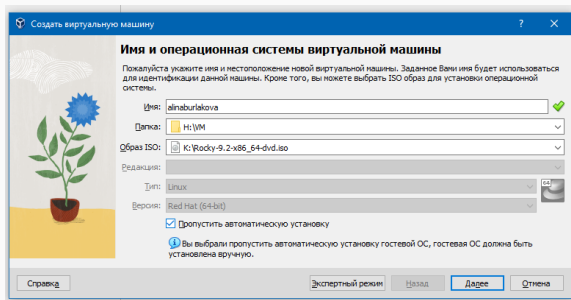 Создать виртуальную машину
Имя и операционная системы виртуальной машины
Пожалуйста укажите имя и местоположение новой виртуальной машины. Заданное Вами имя будет использоваться
для идентификации данной машины. Кроме того, вы можете выбрать ISO образ для установки операционной
системы.
Имя: alinaburlakova
Папка: H:\VM
Образ ISO: K:\Rocky-9.2-x86_64-dvd.iso
Редакция:
Тип: Linux
64
Версия: Red Hat (64-bit)
Пропустить автоматическую установку
Вы выбрали пропустить автоматическую установку гостевой ОС, гостевая ОС должна быть
установлена вручную.
Справка Экспертный режим Назад Далее Отмена